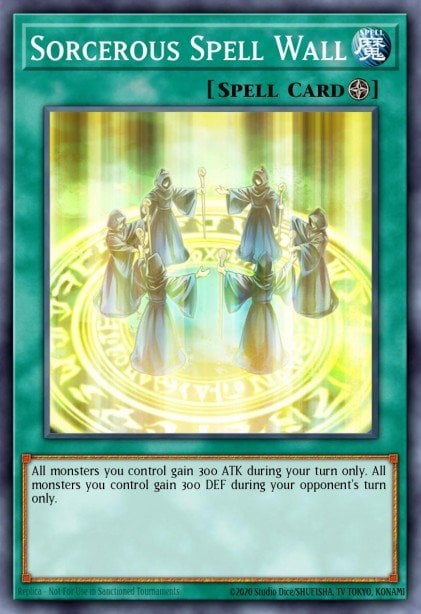 Sorcerous Spell Wall
SPELL
魔
[Spell Card]
All monsters you control gain 300 ATK during your turn only. All
monsters you control gain 300 DEF during your opponent's turn
only.
Replica - Not For Use in Sanctioned Tournaments
©2020 Studio Dice/SHUEISHA, TV TOKYO, KONAMI